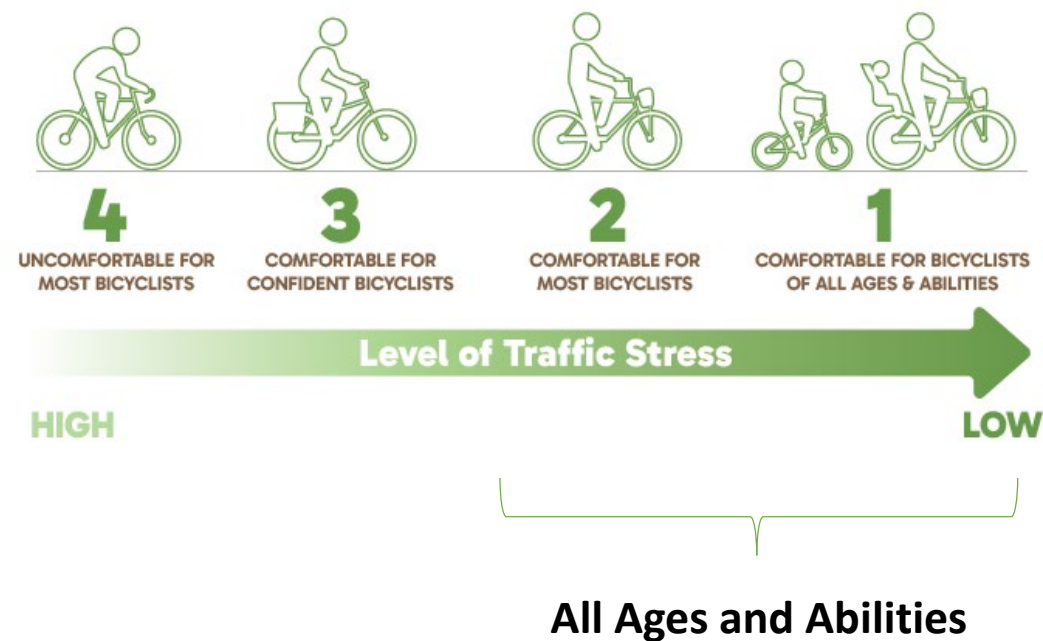 4
UNCOMFORTABLE FOR
MOST BICYCLISTS
3
COMFORTABLE FOR
CONFIDENT BICYCLISTS
2
COMFORTABLE FOR
MOST BICYCLISTS
1
COMFORTABLE FOR BICYCLISTS
OF ALL AGES & ABILITIES
Level of Traffic Stress
HIGH
LOW
All Ages and Abilities